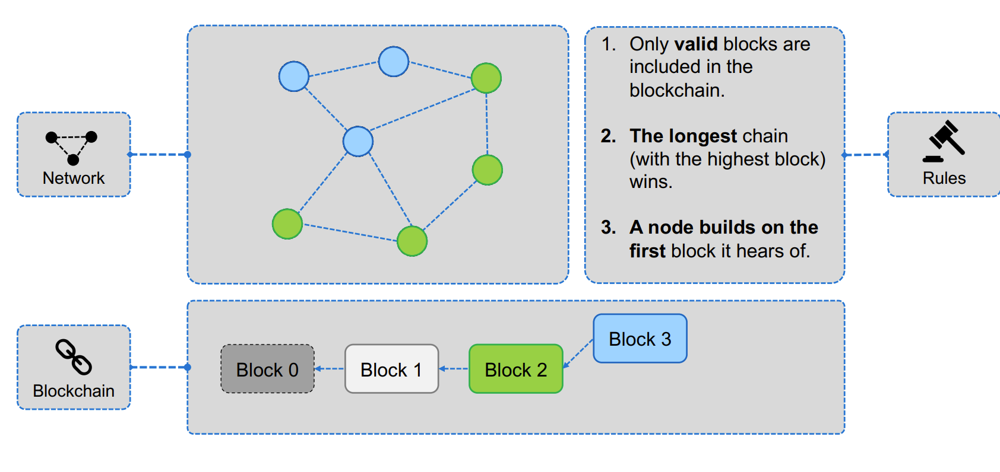 Network
1. Only valid blocks are
included in the
blockchain.
2. The longest chain
(with the highest block)
wins.
3. A node builds on the
first block it hears of.
Rules
Blockchain
Block 0
Block 1
Block 2
Block 3